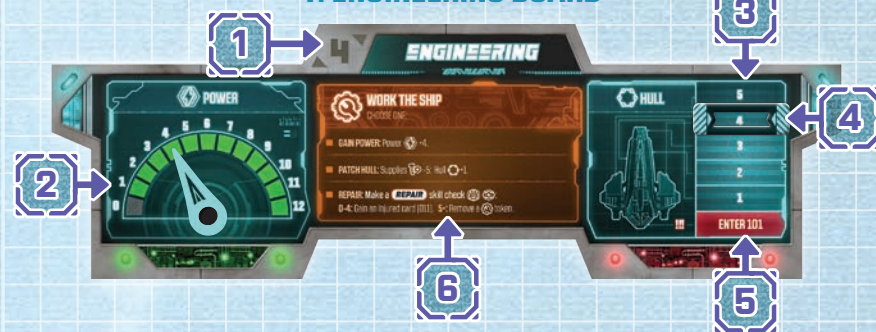 ENGINEERING BOARD
1
4
ENGINEERING
3
POWER
0 1 2 3 4 5 6 7 8 9 10 11 12
WORK THE SHIP
CHOOSE ONE:
GAIN POWER: Power +4.
PATCH HULL: Supplies -5: Hull +1.
REPAIR: Make a REPAIR skill check
0-4: Gain an injured card (011). 5+: Remove a token.
HULL
5
4
3
2
1
ENTER 101
2
4
6
5